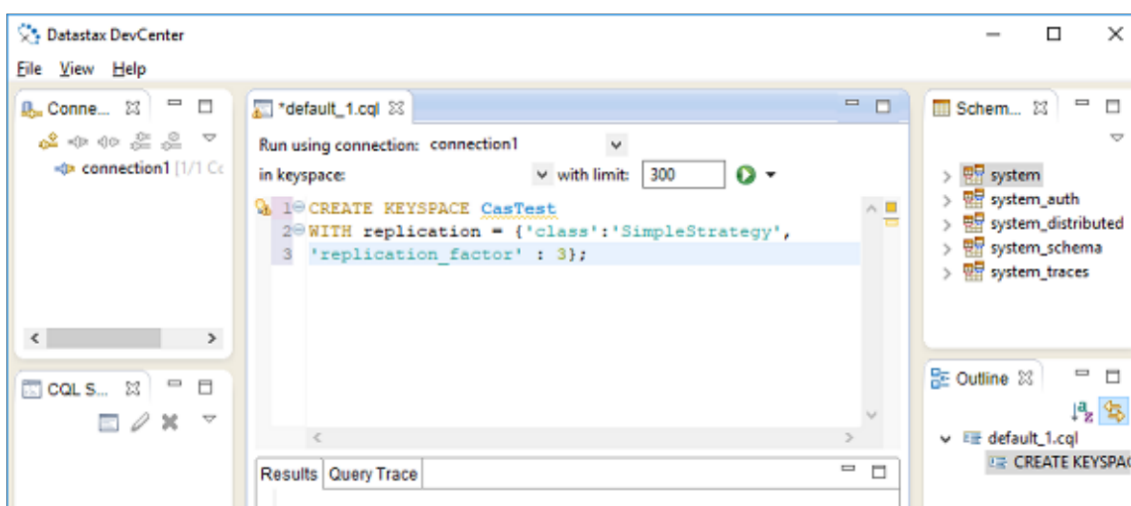 Datastax DevCenter
File View Help
Conne...
connection1 [1/1 Cc
*default_1.cql
Run using connection: connection1
in keyspace: with limit: 300
1 CREATE KEYSPACE CasTest
2 WITH replication = {'class':'SimpleStrategy',
3 'replication_factor' : 3};
Schem...
system
system_auth
system_distributed
system_schema
system_traces
CQL S...
Results Query Trace
Outline
default_1.cql
CREATE KEYSPAC